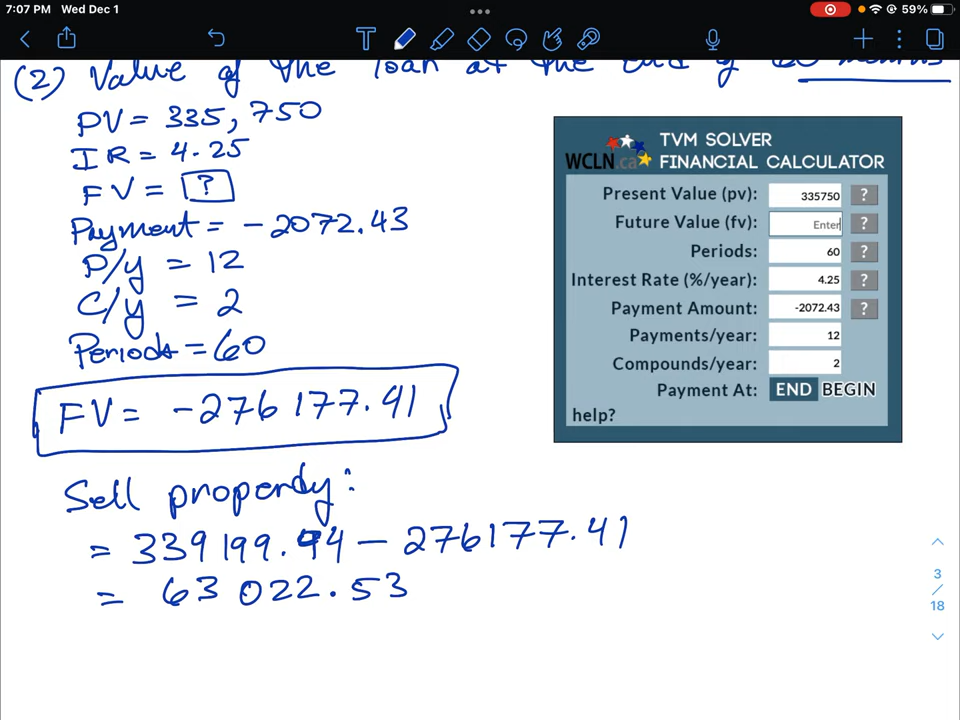 7:07 PM Wed Dec 1
59%
T
(2) Value of the loan at the end of 60 months
PV = 335,750
IR = 4.25
FV = ?
Payment = -2072.43
P/y = 12
C/y = 2
Periods = 60
FV = -276 177.41
Sell property:
= 339 199.94 - 276177.41
= 63 022.53
WCLN.ca
TVM SOLVER
FINANCIAL CALCULATOR
Present Value (pv): 335750 ?
Future Value (fv): Enter ?
Periods: 60 ?
Interest Rate (%/year): 4.25 ?
Payment Amount: -2072.43 ?
Payments/year: 12
Compounds/year: 2
Payment At: END BEGIN
help?
3
/
18